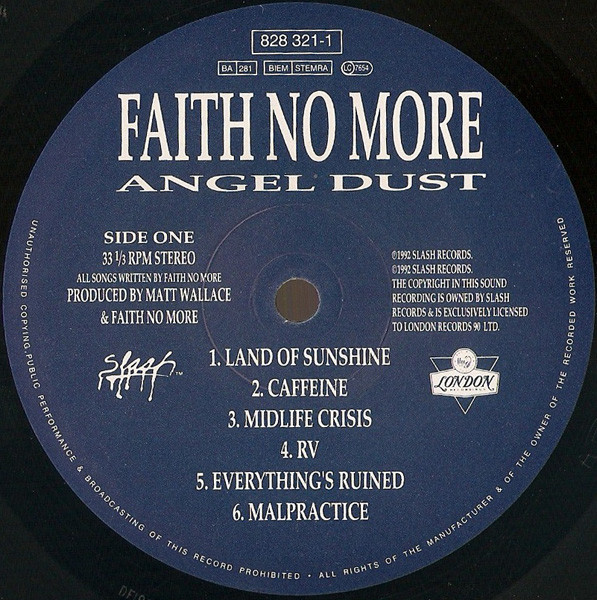 828 321-1
BA 281 BIEM STEMRA LC 7654
FAITH NO MORE
ANGEL DUST
SIDE ONE
33 1/3 RPM STEREO
ALL SONGS WRITTEN BY FAITH NO MORE
PRODUCED BY MATT WALLACE
& FAITH NO MORE
℗1992 SLASH RECORDS.
©1992 SLASH RECORDS.
THE COPYRIGHT IN THIS SOUND
RECORDING IS OWNED BY SLASH
RECORDS & IS EXCLUSIVELY LICENSED
TO LONDON RECORDS 90 LTD.
Slash ™
LONDON
1. LAND OF SUNSHINE
2. CAFFEINE
3. MIDLIFE CRISIS
4. RV
5. EVERYTHING'S RUINED
6. MALPRACTICE
UNAUTHORISED COPYING, PUBLIC PERFORMANCE & BROADCASTING OF THIS RECORD PROHIBITED • ALL RIGHTS OF THE MANUFACTURER & OF THE OWNER OF THE RECORDED WORK RESERVED